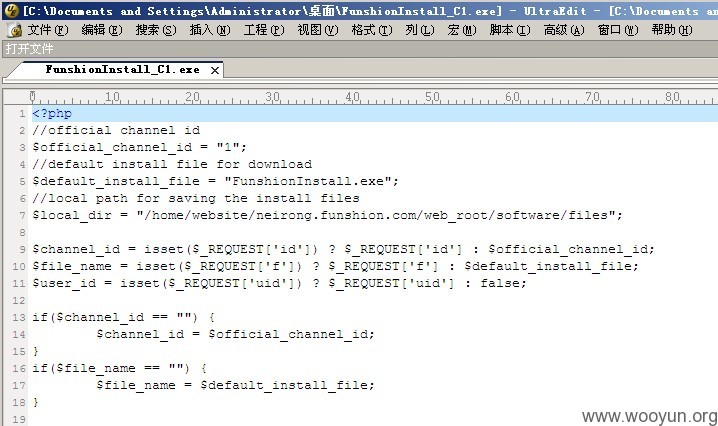 [C:\Documents and Settings\Administrator\桌面\FunshionInstall_C1.exe] - UltraEdit - [C:\Documents an
文件(F) 编辑(E) 搜索(S) 插入(N) 工程(P) 视图(V) 格式(T) 列(L) 宏(M) 脚本(I) 高级(A) 窗口(W) 帮助(H)
打开文件
FunshionInstall_C1.exe X
0 10 20 30 40 50 60 70 80
1 <?php
2 //official channel id
3 $official_channel_id = "1";
4 //default install file for download
5 $default_install_file = "FunshionInstall.exe";
6 //local path for saving the install files
7 $local_dir = "/home/website/neirong.funshion.com/web_root/software/files";
8
9 $channel_id = isset($_REQUEST['id']) ? $_REQUEST['id'] : $official_channel_id;
10 $file_name = isset($_REQUEST['f']) ? $_REQUEST['f'] : $default_install_file;
11 $user_id = isset($_REQUEST['uid']) ? $_REQUEST['uid'] : false;
12
13 if($channel_id == "") {
14 $channel_id = $official_channel_id;
15 }
16 if($file_name == "") {
17 $file_name = $default_install_file;
18 }
19
www.wooyun.org